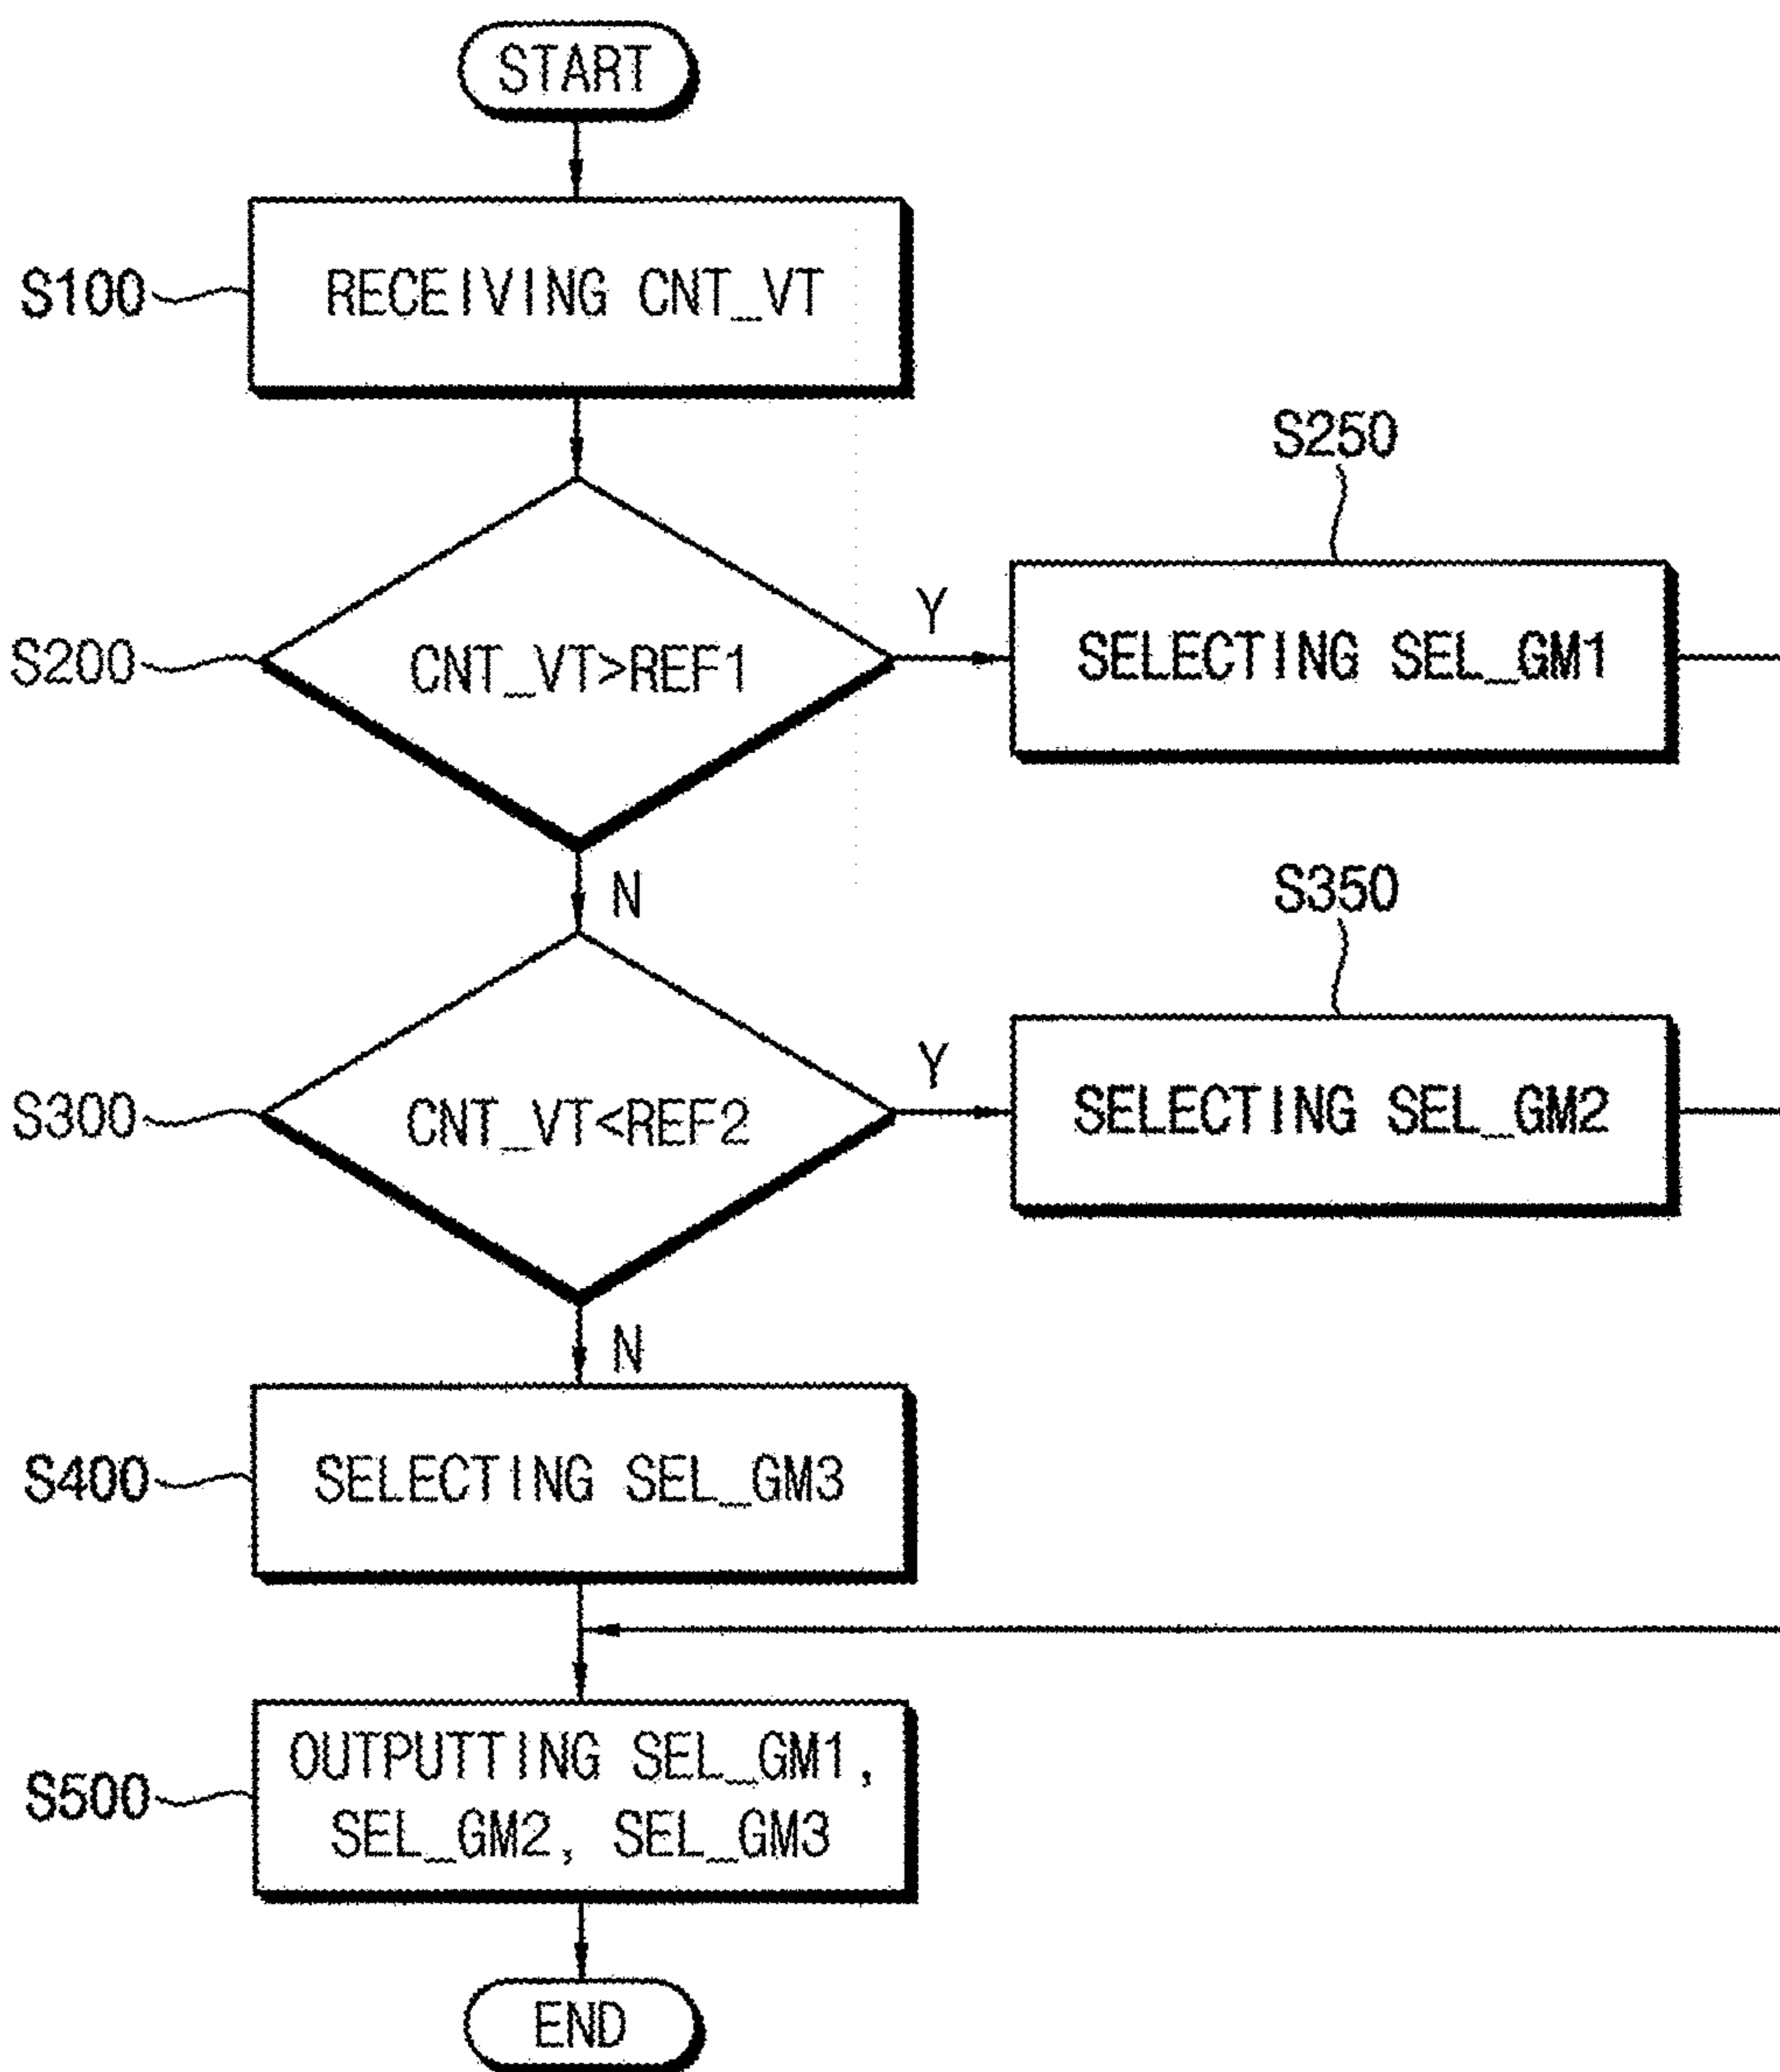 START
S100
RECEIVING CNT_VT
S250
S200
CNT_VT>REF1
Y
SELECTING SEL_GM1
N
S350
S300
CNT_VT<REF2
Y
SELECTING SEL_GM2
N
S400
SELECTING SEL_GM3
S500
OUTPUTTING SEL_GM1,
SEL_GM2, SEL_GM3
END